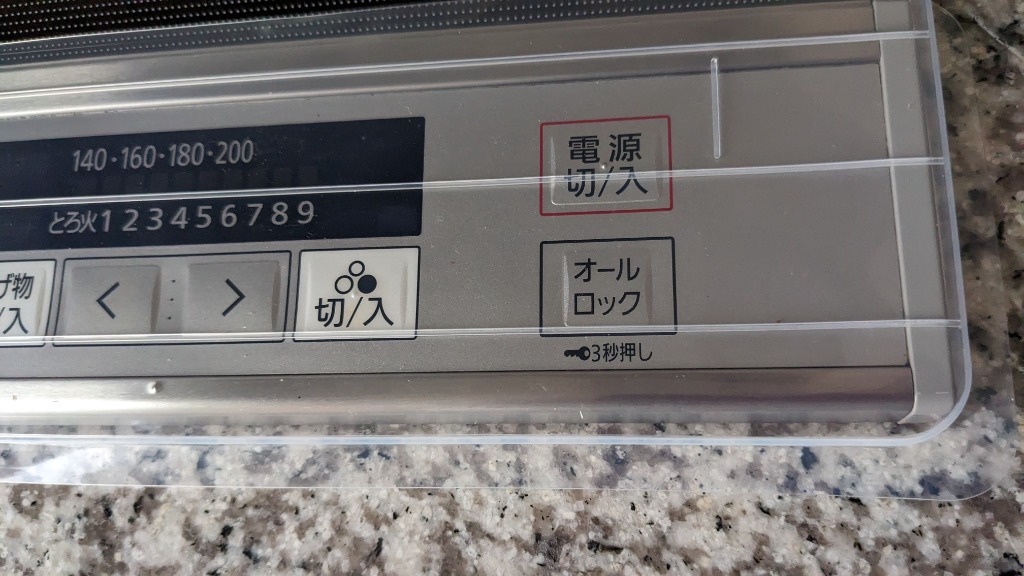 140・160・180・200
とろ火123456789
電源
切/入
げ物
/入
<
>
切/入
オール
ロック
3秒押し